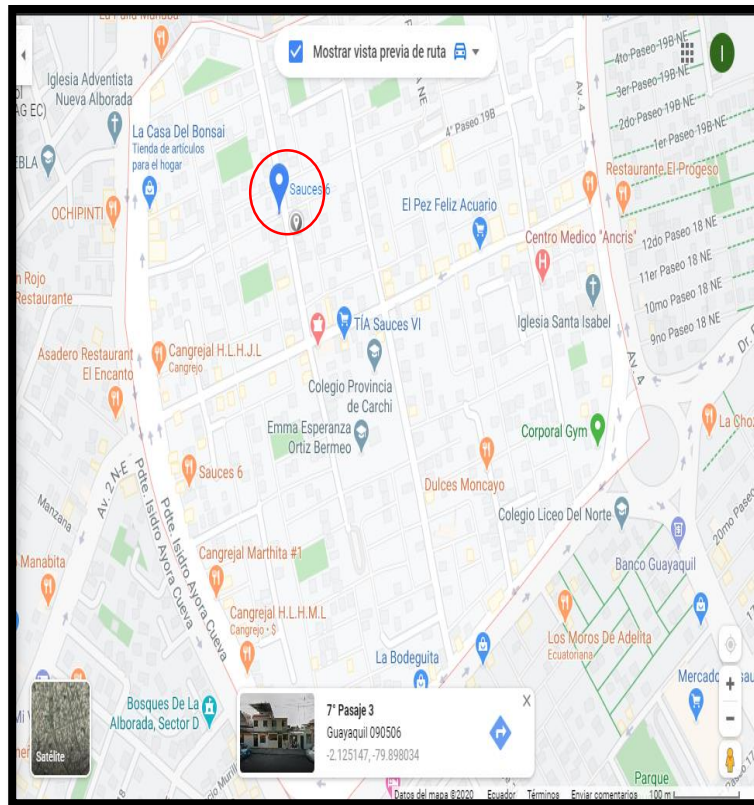 La Palla Manaba
Mostrar vista previa de ruta
4to Paseo 19B NE
3er Paseo 19B NE
2do Paseo 19B NE
1er Paseo 19B NE
I
Iglesia Adventista
Nueva Alborada
AG EC)
La Casa Del Bonsai
Tienda de artículos
para el hogar
EBLA
4° Paseo 19B
Av. 4
NE
Sauces 6
Restaurante El Progeso
OCHIPINTI
El Pez Feliz Acuario
Centro Medico "Ancris"
12do Paseo 18 NE
11er Paseo 18 NE
10mo Paseo 18 NE
9no Paseo 18 NE
n Rojo
Restaurante
Iglesia Santa Isabel
TÍA Sauces VI
Asadero Restaurant
El Encanto
Cangrejal H.L.H.J.L
Cangrejo
Colegio Provincia
de Carchi
Av. 4
Dr.
Emma Esperanza
Ortiz Bermeo
Corporal Gym
La Choz
Sauces 6
Dulces Moncayo
Av. 2 N-E
Manzana
Pdte. Isidro Ayora Cueva
Pdte. Isidro Ayora Cueva
Colegio Liceo Del Norte
20mo Paseo
Manabita
Cangrejal Marthita #1
Banco Guayaquil
Cangrejal H.L.H.M.L
Cangrejo • $
Los Moros De Adelita
Ecuatoriana
La Bodeguita
Mercado
Bosques De La
Alborada, Sector D
7° Pasaje 3
Guayaquil 090506
-2.125147, -79.898034
X
+
−
Satélite
Parque
Datos del mapa ©2020 Ecuador Términos Enviar comentarios 100 m